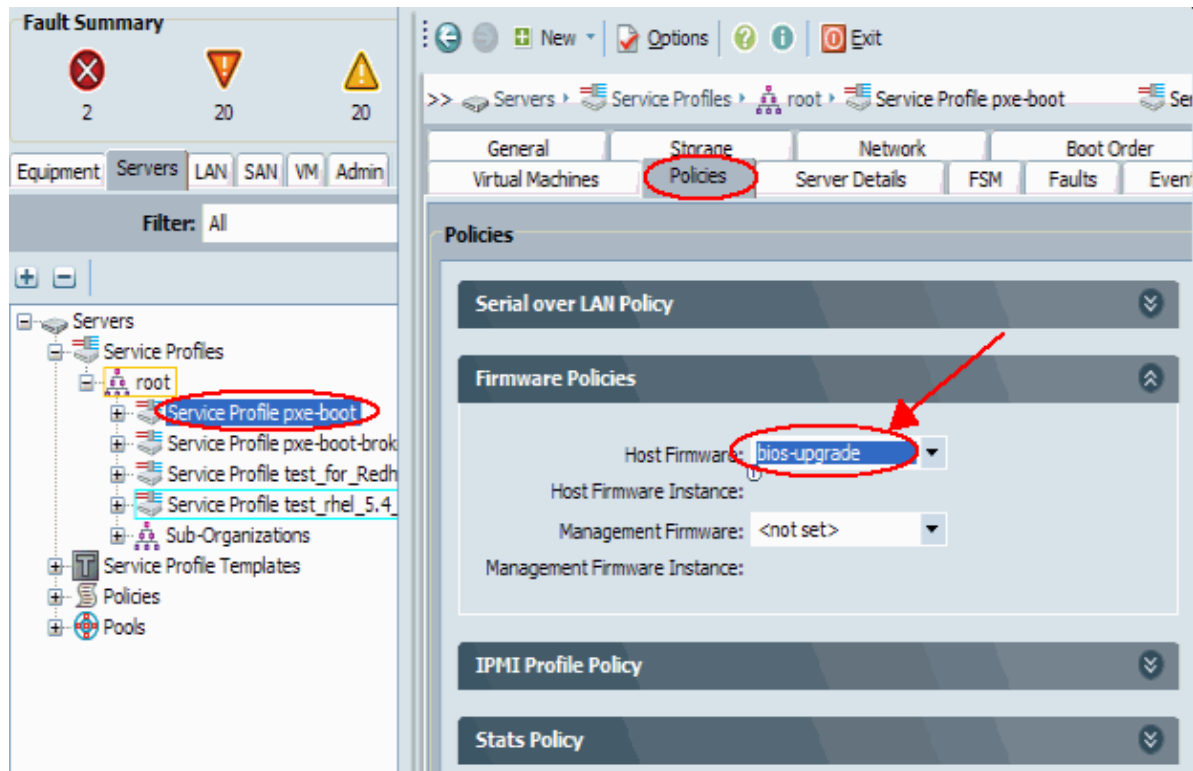 Fault Summary
2 20 20
Equipment Servers LAN SAN VM Admin
Filter: All
Servers
Service Profiles
root
Service Profile pxe-boot
Service Profile pxe-boot-brok
Service Profile test_for_Redh
Service Profile test_rhel_5.4_
Sub-Organizations
Service Profile Templates
Policies
Pools
New Options ? i Exit
>> Servers Service Profiles root Service Profile pxe-boot Ser
General Storage Network Boot Order
Virtual Machines Policies Server Details FSM Faults Even
Policies
Serial over LAN Policy
Firmware Policies
Host Firmware: bios-upgrade
Host Firmware Instance:
Management Firmware: <not set>
Management Firmware Instance:
IPMI Profile Policy
Stats Policy